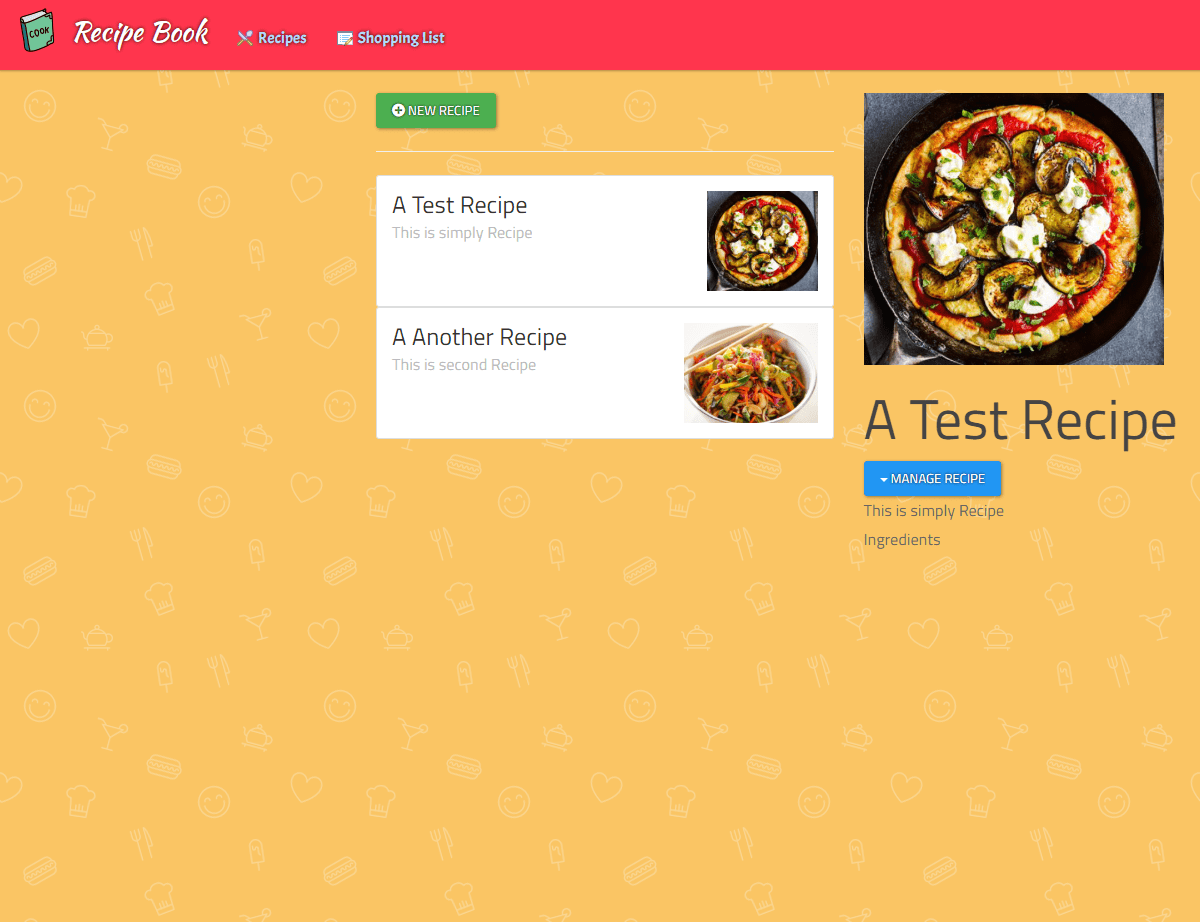 COOK
Recipe Book
Recipes
Shopping List
NEW RECIPE
A Test Recipe
This is simply Recipe
A Another Recipe
This is second Recipe
A Test Recipe
MANAGE RECIPE
This is simply Recipe
Ingredients